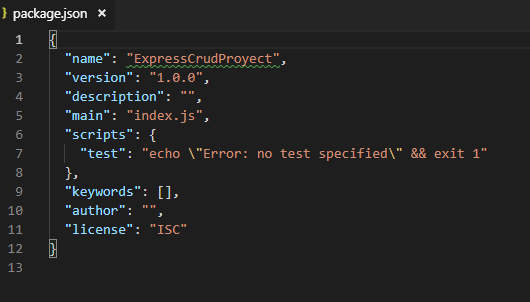 {} package.json ×
1 {
2 "name": "ExpressCrudProyect",
3 "version": "1.0.0",
4 "description": "",
5 "main": "index.js",
6 "scripts": {
7 "test": "echo \"Error: no test specified\" && exit 1"
8 },
9 "keywords": [],
10 "author": "",
11 "license": "ISC"
12 }
13